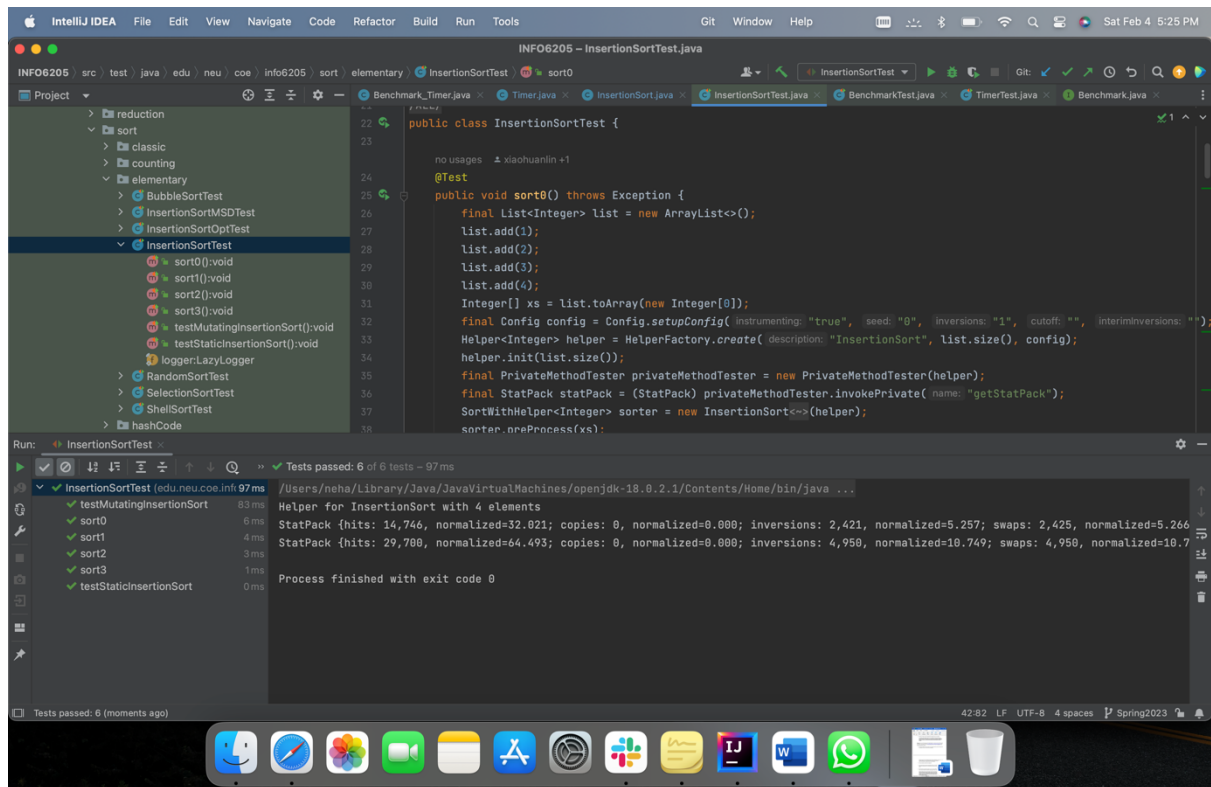 IntelliJ IDEA File Edit View Navigate Code Refactor Build Run Tools Git Window Help Sat Feb 4 5:25 PM
INFO6205 – InsertionSortTest.java
INFO6205 src test java edu neu coe info6205 sort elementary InsertionSortTest sort0 InsertionSortTest Git:
Project Benchmark_Timer.java Timer.java InsertionSort.java InsertionSortTest.java BenchmarkTest.java TimerTest.java Benchmark.java
reduction
sort
classic
counting
elementary
BubbleSortTest
InsertionSortMSDTest
InsertionSortOptTest
InsertionSortTest
sort0():void
sort1():void
sort2():void
sort3():void
testMutatingInsertionSort():void
testStaticInsertionSort():void
logger:LazyLogger
RandomSortTest
SelectionSortTest
ShellSortTest
hashCode
1
22 public class InsertionSortTest {
23
no usages xiaohuanlin +1
24 @Test
25 public void sort0() throws Exception {
26 final List<Integer> list = new ArrayList<>();
27 list.add(1);
28 list.add(2);
29 list.add(3);
30 list.add(4);
31 Integer[] xs = list.toArray(new Integer[0]);
32 final Config config = Config.setupConfig( instrumenting: "true", seed: "0", inversions: "1", cutoff: "", interimInversions: "");
33 Helper<Integer> helper = HelperFactory.create( description: "InsertionSort", list.size(), config);
34 helper.init(list.size());
35 final PrivateMethodTester privateMethodTester = new PrivateMethodTester(helper);
36 final StatPack statPack = (StatPack) privateMethodTester.invokePrivate( name: "getStatPack");
37 SortWithHelper<Integer> sorter = new InsertionSort<~>(helper);
38 sorter.preProcess(xs);
Run: InsertionSortTest
» Tests passed: 6 of 6 tests – 97 ms
InsertionSortTest (edu.neu.coe.info 97 ms
testMutatingInsertionSort 83 ms
sort0 6 ms
sort1 4 ms
sort2 3 ms
sort3 1 ms
testStaticInsertionSort 0 ms
/Users/neha/Library/Java/JavaVirtualMachines/openjdk-18.0.2.1/Contents/Home/bin/java ...
Helper for InsertionSort with 4 elements
StatPack {hits: 14,746, normalized=32.021; copies: 0, normalized=0.000; inversions: 2,421, normalized=5.257; swaps: 2,425, normalized=5.266
StatPack {hits: 29,700, normalized=64.493; copies: 0, normalized=0.000; inversions: 4,950, normalized=10.749; swaps: 4,950, normalized=10.7
Process finished with exit code 0
Tests passed: 6 (moments ago) 42:82 LF UTF-8 4 spaces Spring2023
IJ W